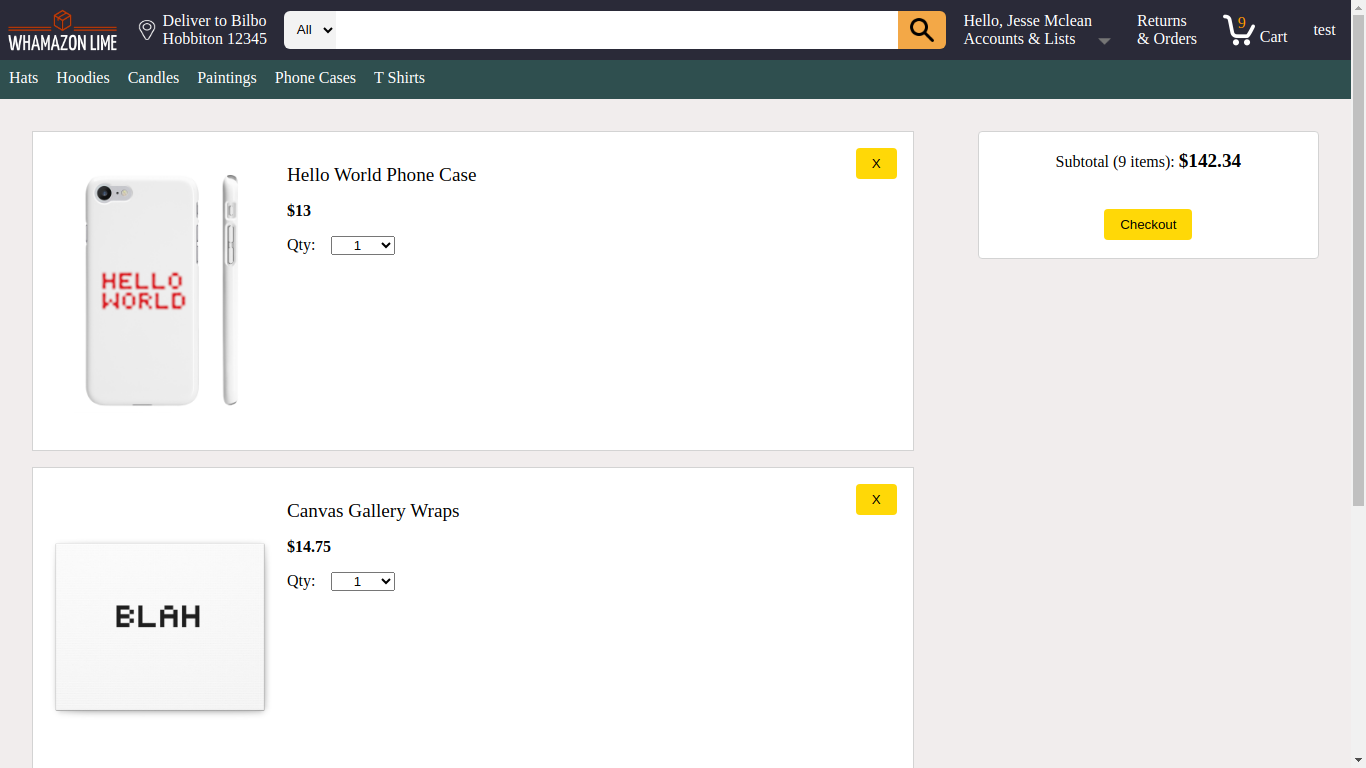 WHAMAZON LIME
Deliver to Bilbo
Hobbiton 12345
All
Hello, Jesse Mclean
Accounts & Lists
Returns
& Orders
9
Cart
test
Hats
Hoodies
Candles
Paintings
Phone Cases
T Shirts
HELLO
WORLD
Hello World Phone Case
$13
Qty: 1
X
Subtotal (9 items): $142.34
Checkout
BLAH
Canvas Gallery Wraps
$14.75
Qty: 1
X